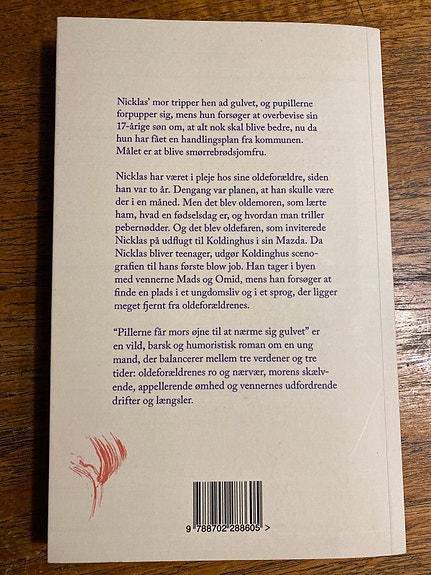 Nicklas’ mor tripper hen ad gulvet, og pupillerne
forpupper sig, mens hun forsøger at overbevise sin
17-årige søn om, at alt nok skal blive bedre, nu da
hun har fået en handlingsplan fra kommunen.
Målet er at blive smørrebrødsjomfru.
Nicklas har været i pleje hos sine oldeforældre, siden
han var to år. Dengang var planen, at han skulle være
der i en måned. Men det blev oldemoren, som lærte
ham, hvad en fødselsdag er, og hvordan man triller
pebernødder. Og det blev oldefaren, som inviterede
Nicklas på udflugt til Koldinghus i sin Mazda. Da
Nicklas bliver teenager, udgør Koldinghus sceno-
grafien til hans første blow job. Han tager i byen
med vennerne Mads og Omid, mens han forsøger at
finde en plads i et ungdomsliv og i et sprog, der ligger
meget fjernt fra oldeforældrenes.
“Pillerne får mors øjne til at nærme sig gulvet” er
en vild, barsk og humoristisk roman om en ung
mand, der balancerer mellem tre verdener og tre
tider: oldeforældrenes ro og nærvær, morens skælv-
ende, appellerende ømhed og vennernes udfordrende
drifter og længsler.
9 788702 288605 >